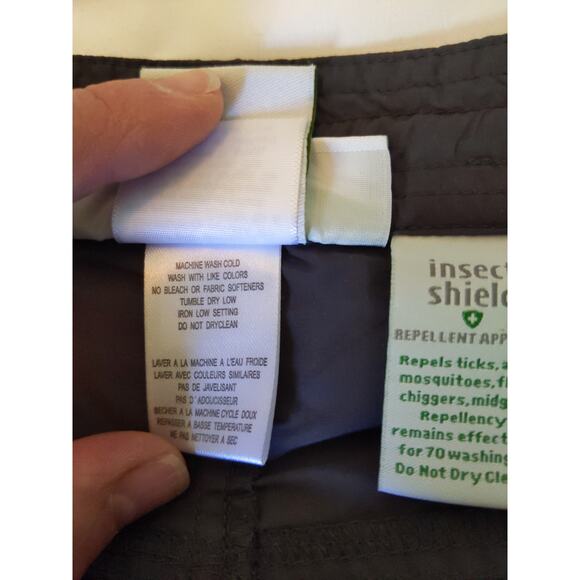 MACHINE WASH COLD
WASH WITH LIKE COLORS
NO BLEACH OR FABRIC SOFTENERS
TUMBLE DRY LOW
IRON LOW SETTING
DO NOT DRYCLEAN
LAVER A LA MACHINE A L'EAU FROIDE
LAVER AVEC COULEURS SIMILAIRES
PAS DE JAVELISANT
PAS D'ADOUCISSEUR
SECHER A LA MACHINE CYCLE DOUX
REPASSER A BASSE TEMPERATURE
NE PAS NETTOYER A SEC
insect
shield
REPELLENT APP
Repels ticks, a
mosquitoes, fl
chiggers, midg
Repellency
remains effect
for 70 washing
Do Not Dry Cle